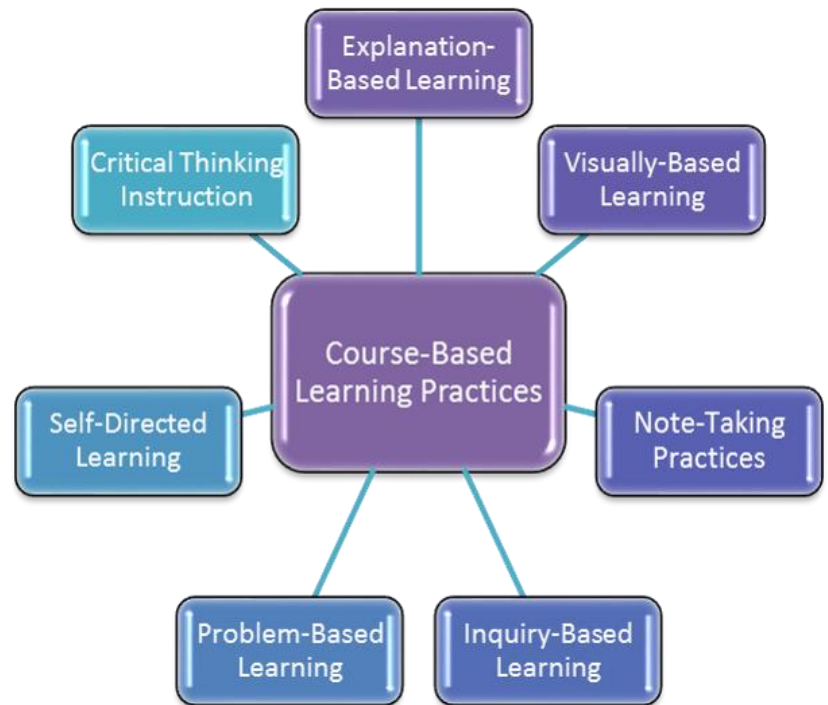 Explanation-
Based Learning
Critical Thinking
Instruction
Visually-Based
Learning
Course-Based
Learning Practices
Self-Directed
Learning
Note-Taking
Practices
Problem-Based
Learning
Inquiry-Based
Learning